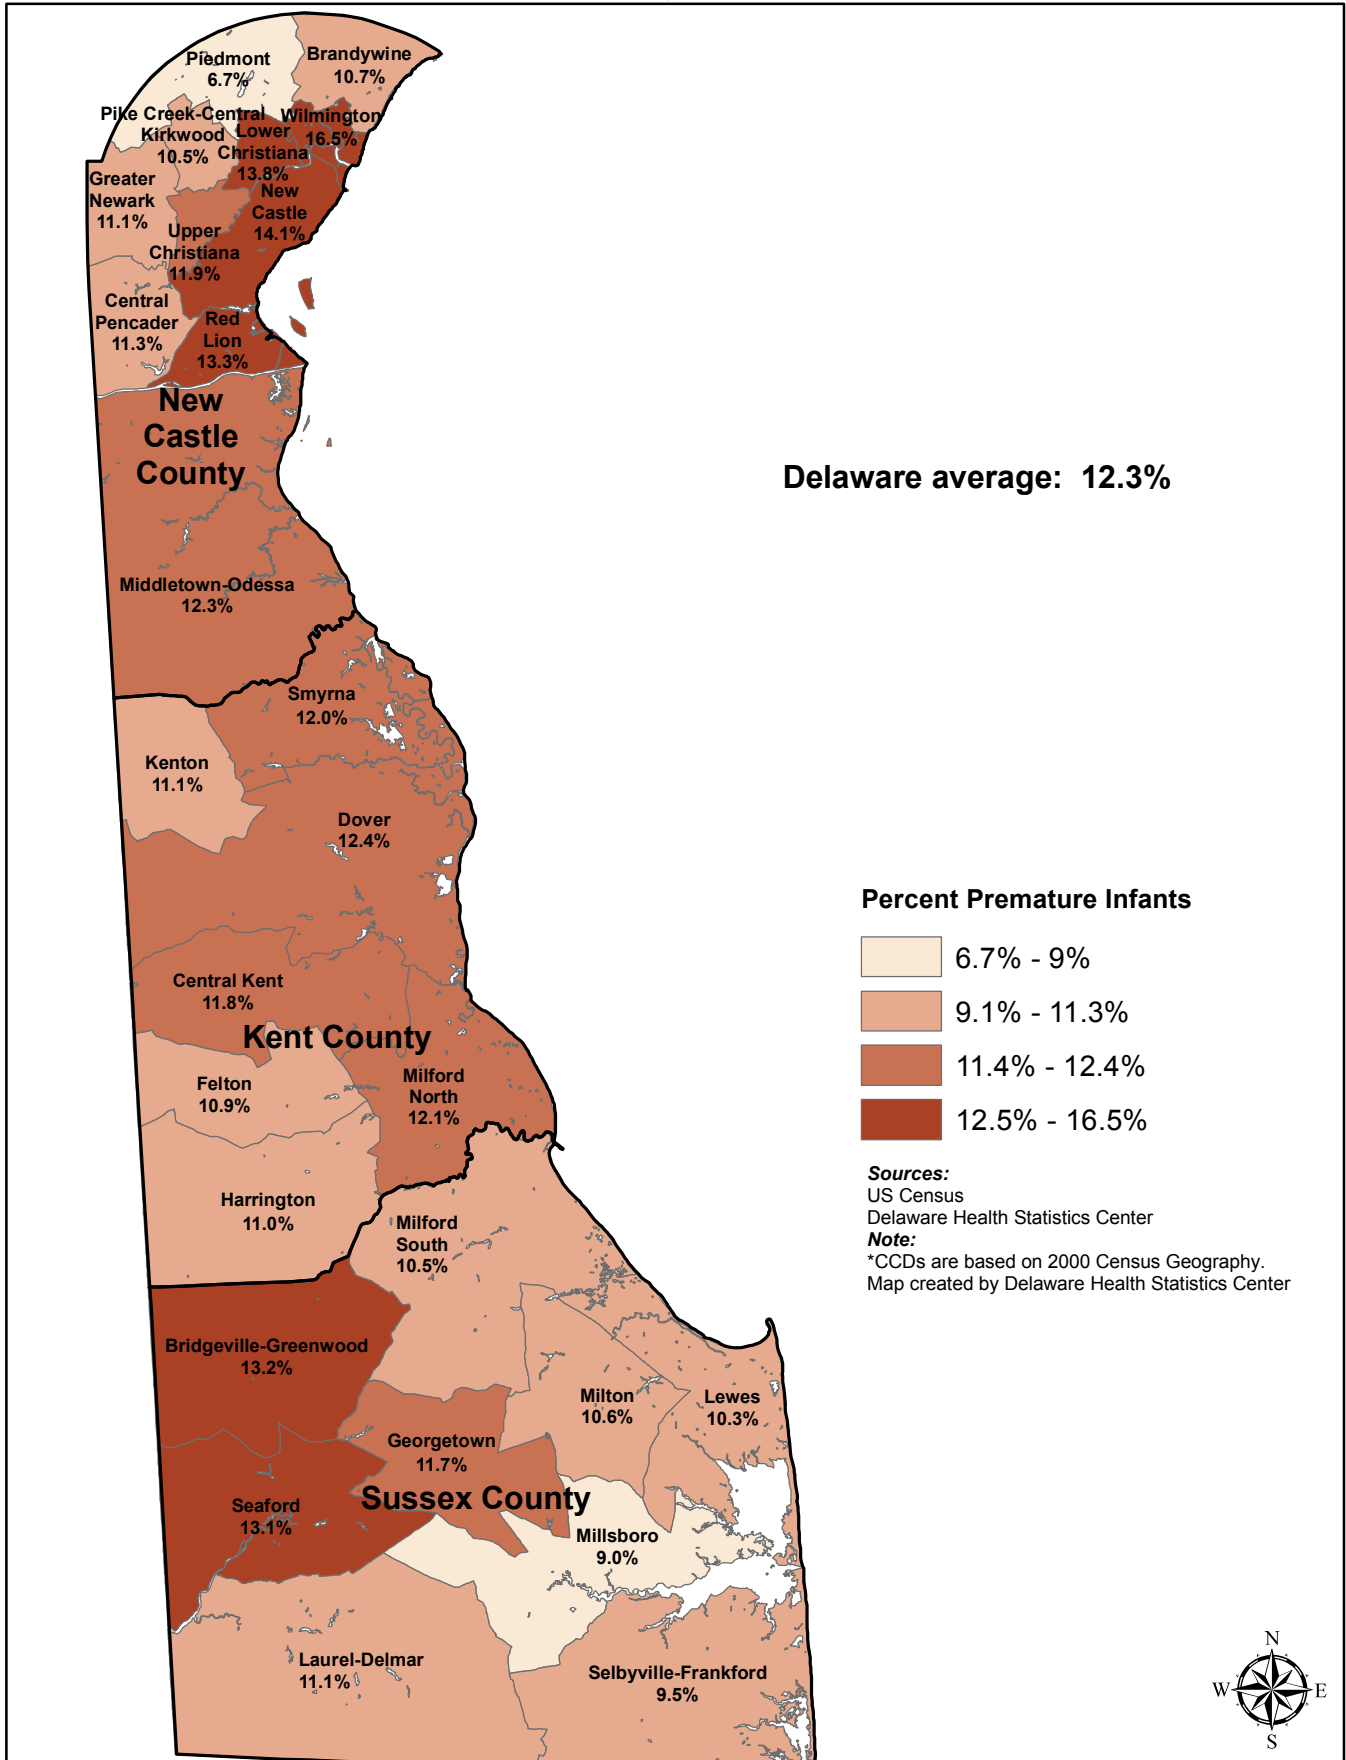 Piedmont
6.7%
Brandywine
10.7%
Pike Creek-Central
Kirkwood
10.5%
Lower
Christiana
13.8%
Wilmington
16.5%
Greater
Newark
11.1%
New
Castle
14.1%
Upper
Christiana
11.9%
Central
Pencader
11.3%
Red
Lion
13.3%
New
Castle
County
Delaware average: 12.3%
Middletown-Odessa
12.3%
Smyrna
12.0%
Kenton
11.1%
Dover
12.4%
Central Kent
11.8%
Kent County
Felton
10.9%
Milford
North
12.1%
Harrington
11.0%
Milford
South
10.5%
Bridgeville-Greenwood
13.2%
Milton
10.6%
Lewes
10.3%
Georgetown
11.7%
Sussex County
Seaford
13.1%
Millsboro
9.0%
Laurel-Delmar
11.1%
Selbyville-Frankford
9.5%
Percent Premature Infants
6.7% - 9%
9.1% - 11.3%
11.4% - 12.4%
12.5% - 16.5%
Sources:
US Census
Delaware Health Statistics Center
Note:
*CCDs are based on 2000 Census Geography.
Map created by Delaware Health Statistics Center
N
W E
S